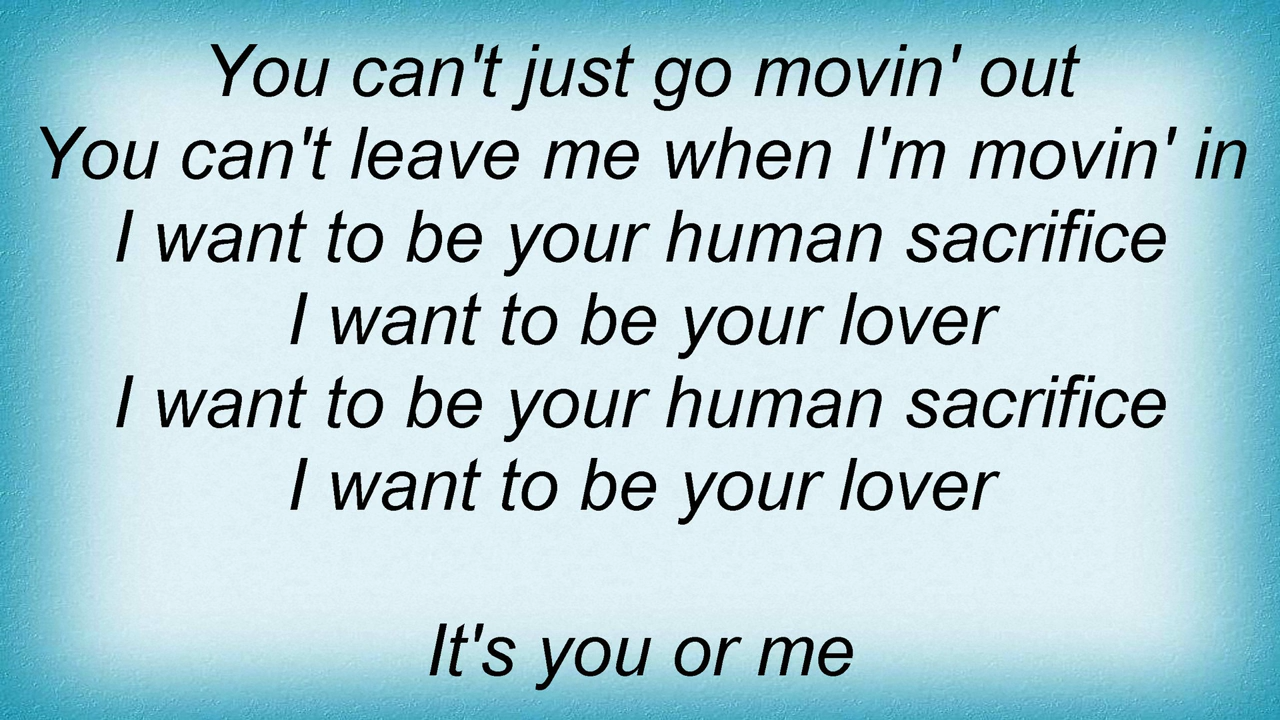 You can't just go movin' out
You can't leave me when I'm movin' in
I want to be your human sacrifice
I want to be your lover
I want to be your human sacrifice
I want to be your lover
It's you or me